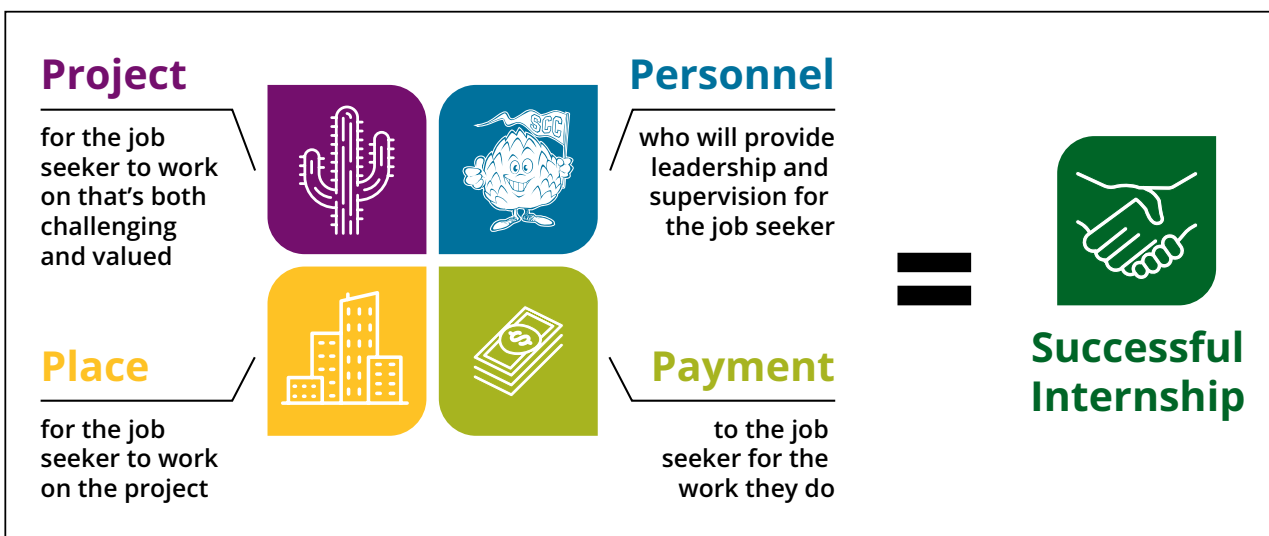 Project
for the job
seeker to work
on that's both
challenging
and valued
SCC
Personnel
who will provide
leadership and
supervision for
the job seeker
Place
for the job
seeker to work
on the project
$
Payment
to the job
seeker for the
work they do
=
Successful
Internship